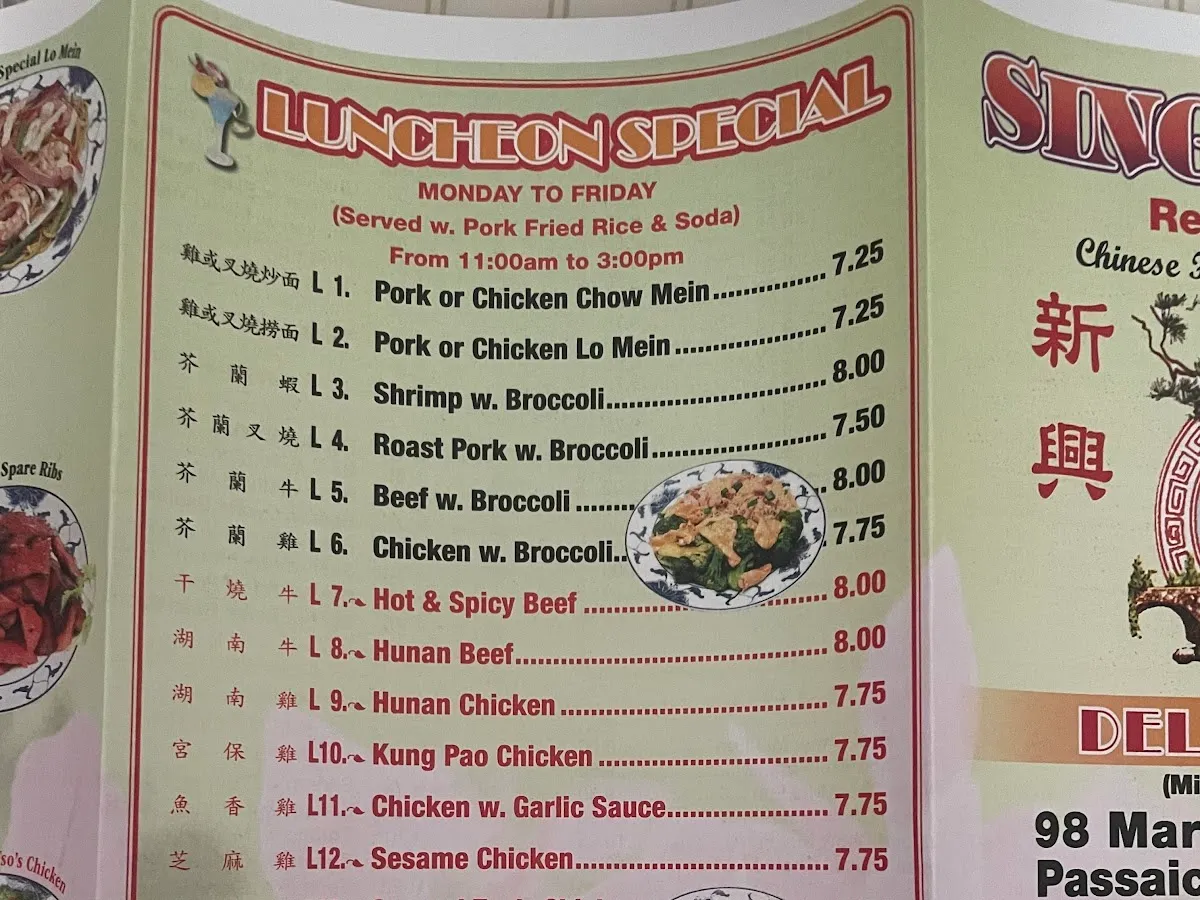 Special Lo Mein
Spare Ribs
so's Chicken
LUNCHEON SPECIAL
MONDAY TO FRIDAY
(Served w. Pork Fried Rice & Soda)
From 11:00am to 3:00pm
雞或叉燒炒面 L 1. Pork or Chicken Chow Mein 7.25
雞或叉燒撈面 L 2. Pork or Chicken Lo Mein 7.25
芥蘭蝦 L 3. Shrimp w. Broccoli 8.00
芥蘭叉燒 L 4. Roast Pork w. Broccoli 7.50
芥蘭牛 L 5. Beef w. Broccoli 8.00
芥蘭雞 L 6. Chicken w. Broccoli 7.75
干燒牛 L 7. Hot & Spicy Beef 8.00
湖南牛 L 8. Hunan Beef 8.00
湖南雞 L 9. Hunan Chicken 7.75
宮保雞 L10. Kung Pao Chicken 7.75
魚香雞 L11. Chicken w. Garlic Sauce 7.75
芝麻雞 L12. Sesame Chicken 7.75
SING
Re
Chinese
新興
DEL
(Mi
98 Mar
Passaic